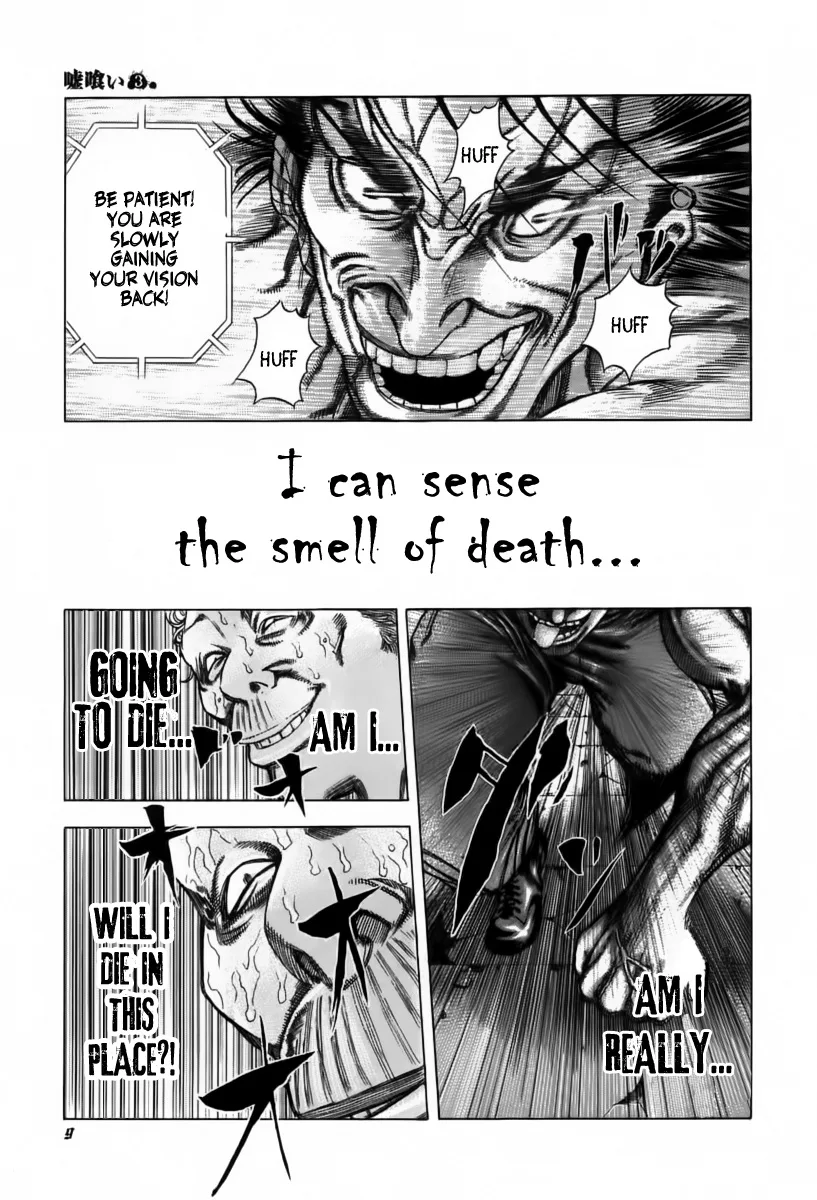 嘘喰い 3。
HUFF
BE PATIENT!
YOU ARE
SLOWLY
GAINING
YOUR VISION
BACK!
HUFF
HUFF
I can sense
the smell of death...
AM I
REALLY...
AM I...
GOING
TO DIE...
WILL I
DIE IN
THIS
PLACE?!
9